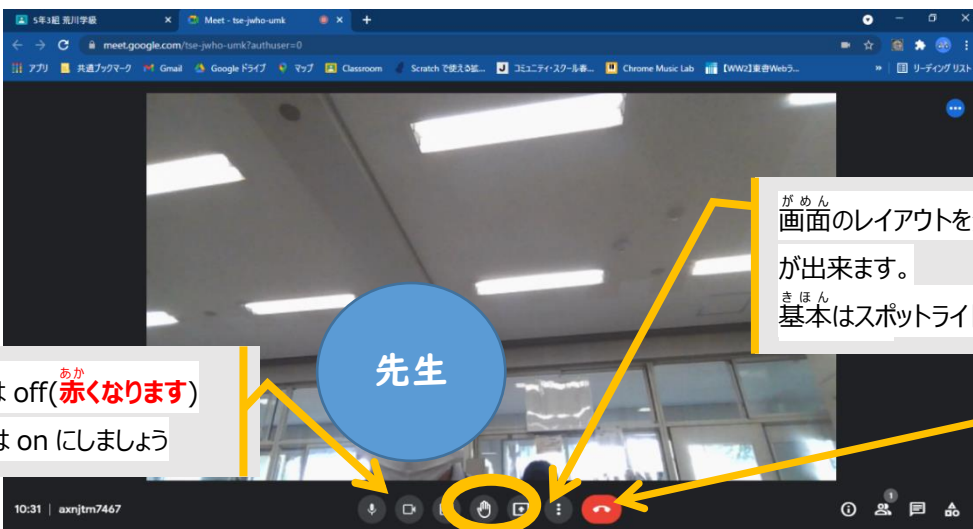 5年3組 荒川学級
Meet - tse-jwho-umk
meet.google.com/tse-jwho-umk?authuser=0
アプリ 共通ブックマーク Gmail Google ドライブ マップ Classroom Scratch で使える拡... コミュニティ・スクール春... Chrome Music Lab 【WW2】東書Webラ... » リーディング リスト
がめん
画面のレイアウトを
が出来ます。
きほん
基本はスポットライ
先生
は off(赤くなります)
あか
は on にしましょう
10:31 | axnjtm7467
1